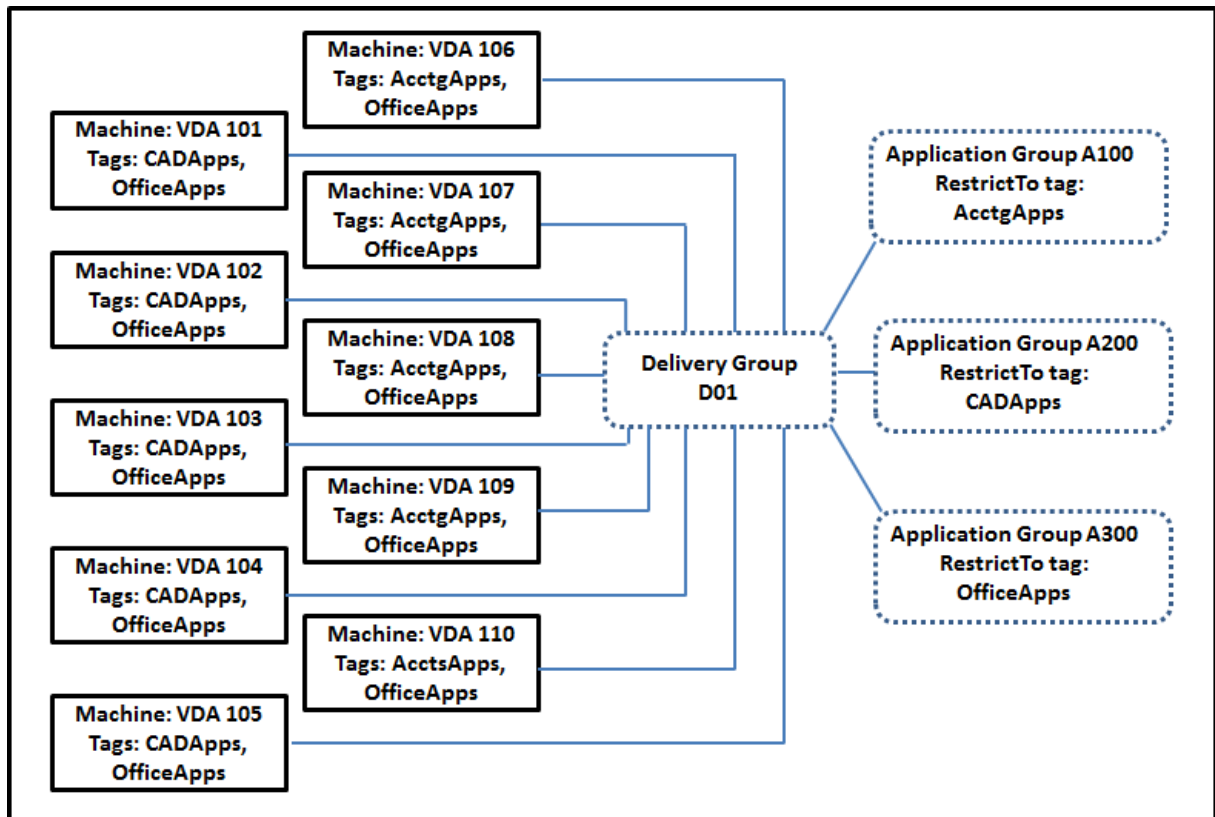 Machine: VDA 106
Tags: AcctgApps,
OfficeApps
Machine: VDA 101
Tags: CADApps,
OfficeApps
Machine: VDA 107
Tags: AcctgApps,
OfficeApps
Machine: VDA 102
Tags: CADApps,
OfficeApps
Machine: VDA 108
Tags: AcctgApps,
OfficeApps
Machine: VDA 103
Tags: CADApps,
OfficeApps
Machine: VDA 109
Tags: AcctgApps,
OfficeApps
Machine: VDA 104
Tags: CADApps,
OfficeApps
Machine: VDA 110
Tags: AcctsApps,
OfficeApps
Machine: VDA 105
Tags: CADApps,
OfficeApps
Delivery Group
D01
Application Group A100
RestrictTo tag:
AcctgApps
Application Group A200
RestrictTo tag:
CADApps
Application Group A300
RestrictTo tag:
OfficeApps